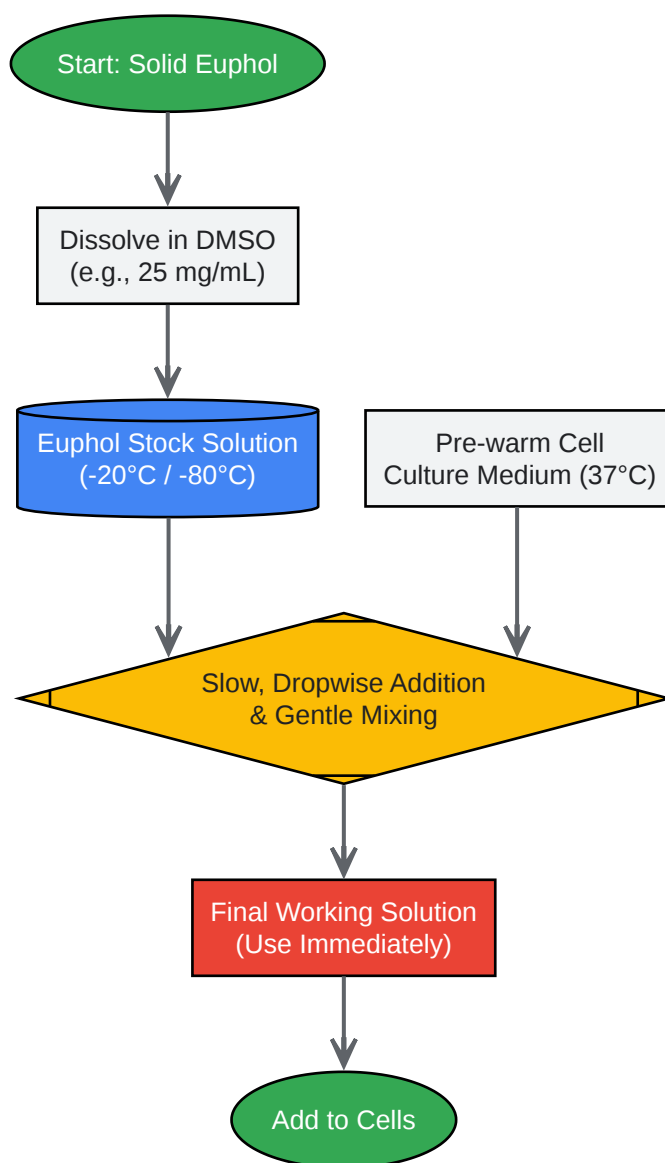 Start: Solid Euphol
Dissolve in DMSO
(e.g., 25 mg/mL)
Euphol Stock Solution
(-20°C / -80°C)
Pre-warm Cell
Culture Medium (37°C)
Slow, Dropwise Addition
& Gentle Mixing
Final Working Solution
(Use Immediately)
Add to Cells